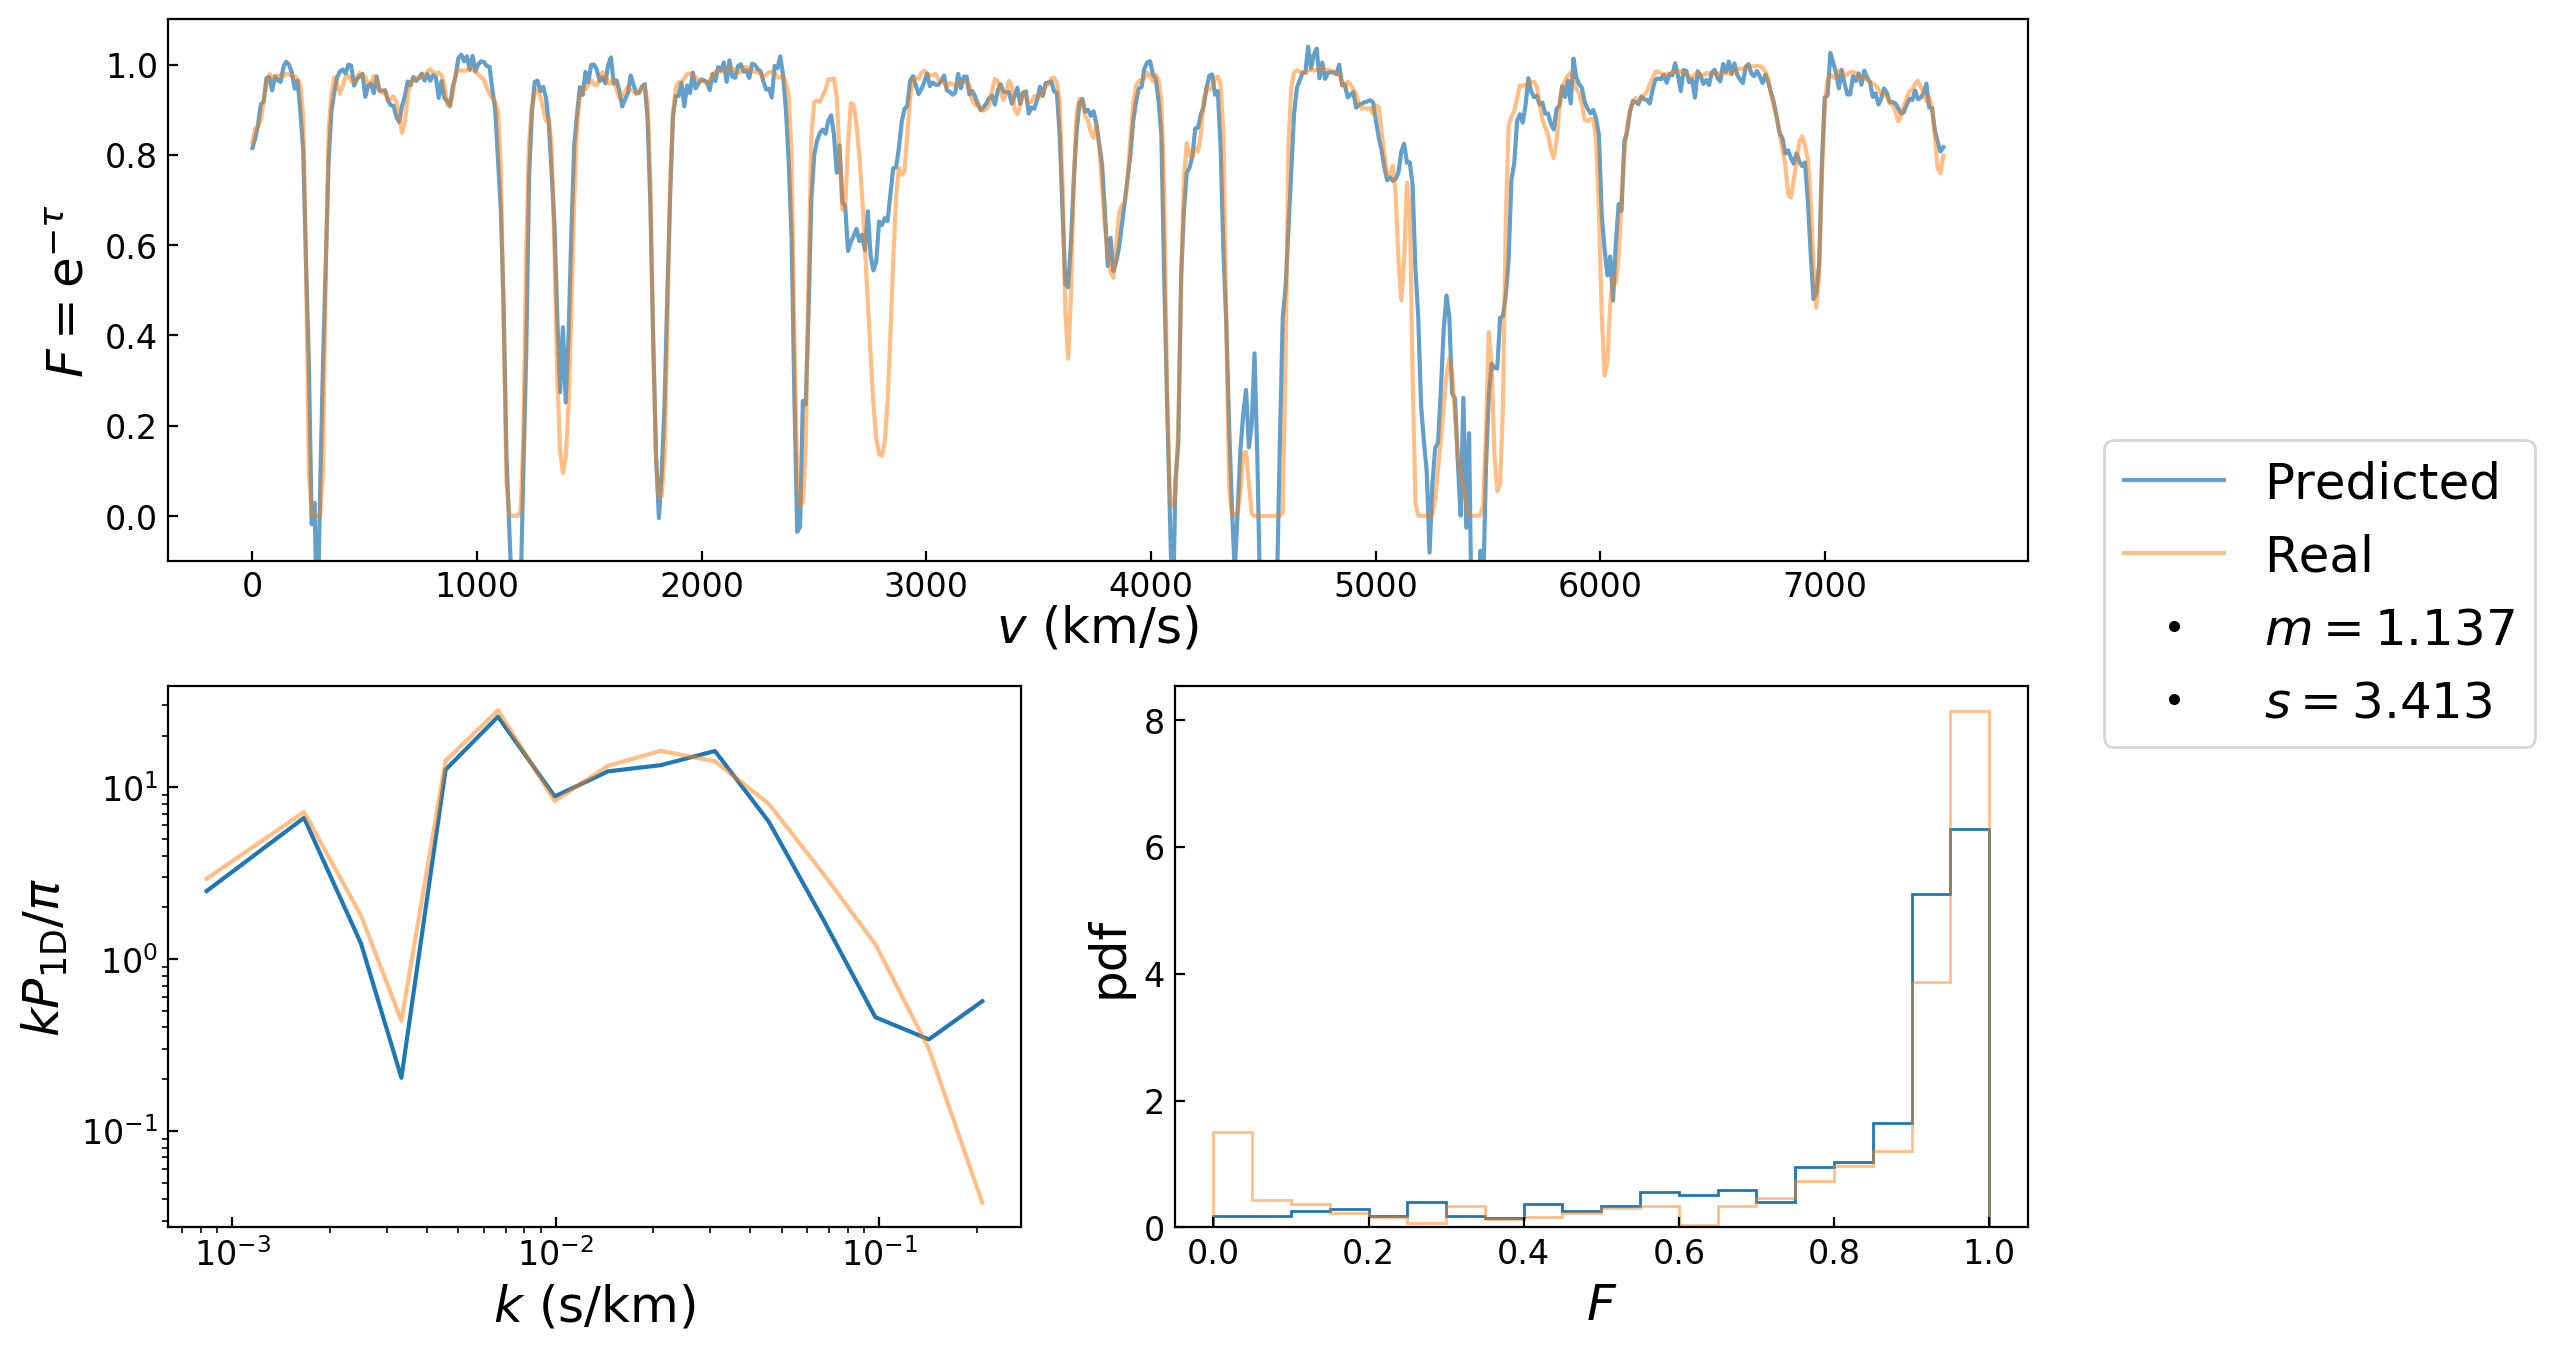 1.0
0.8
0.6
0.4
0.2
0.0
F = e^{−τ}
0 1000 2000 3000 4000 5000 6000 7000
v (km/s)
Predicted
Real
m = 1.137
s = 3.413
10^1
10^0
10^{−1}
kP_{1D}/π
10^{−3} 10^{−2} 10^{−1}
k (s/km)
8
6
4
2
0
pdf
0.0 0.2 0.4 0.6 0.8 1.0
F